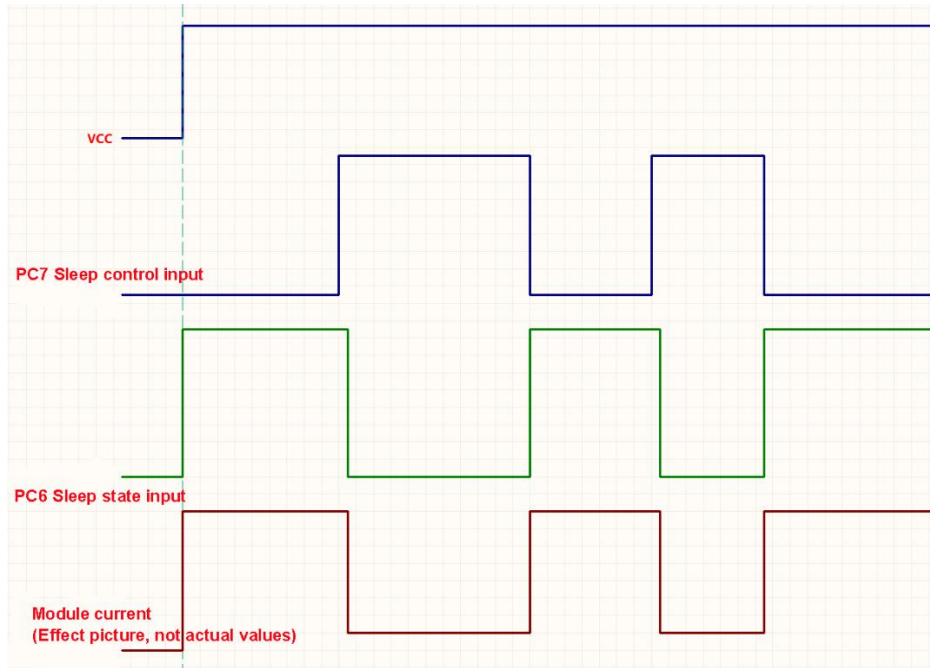 VCC
PC7 Sleep control input
PC6 Sleep state input
Module current
(Effect picture, not actual values)